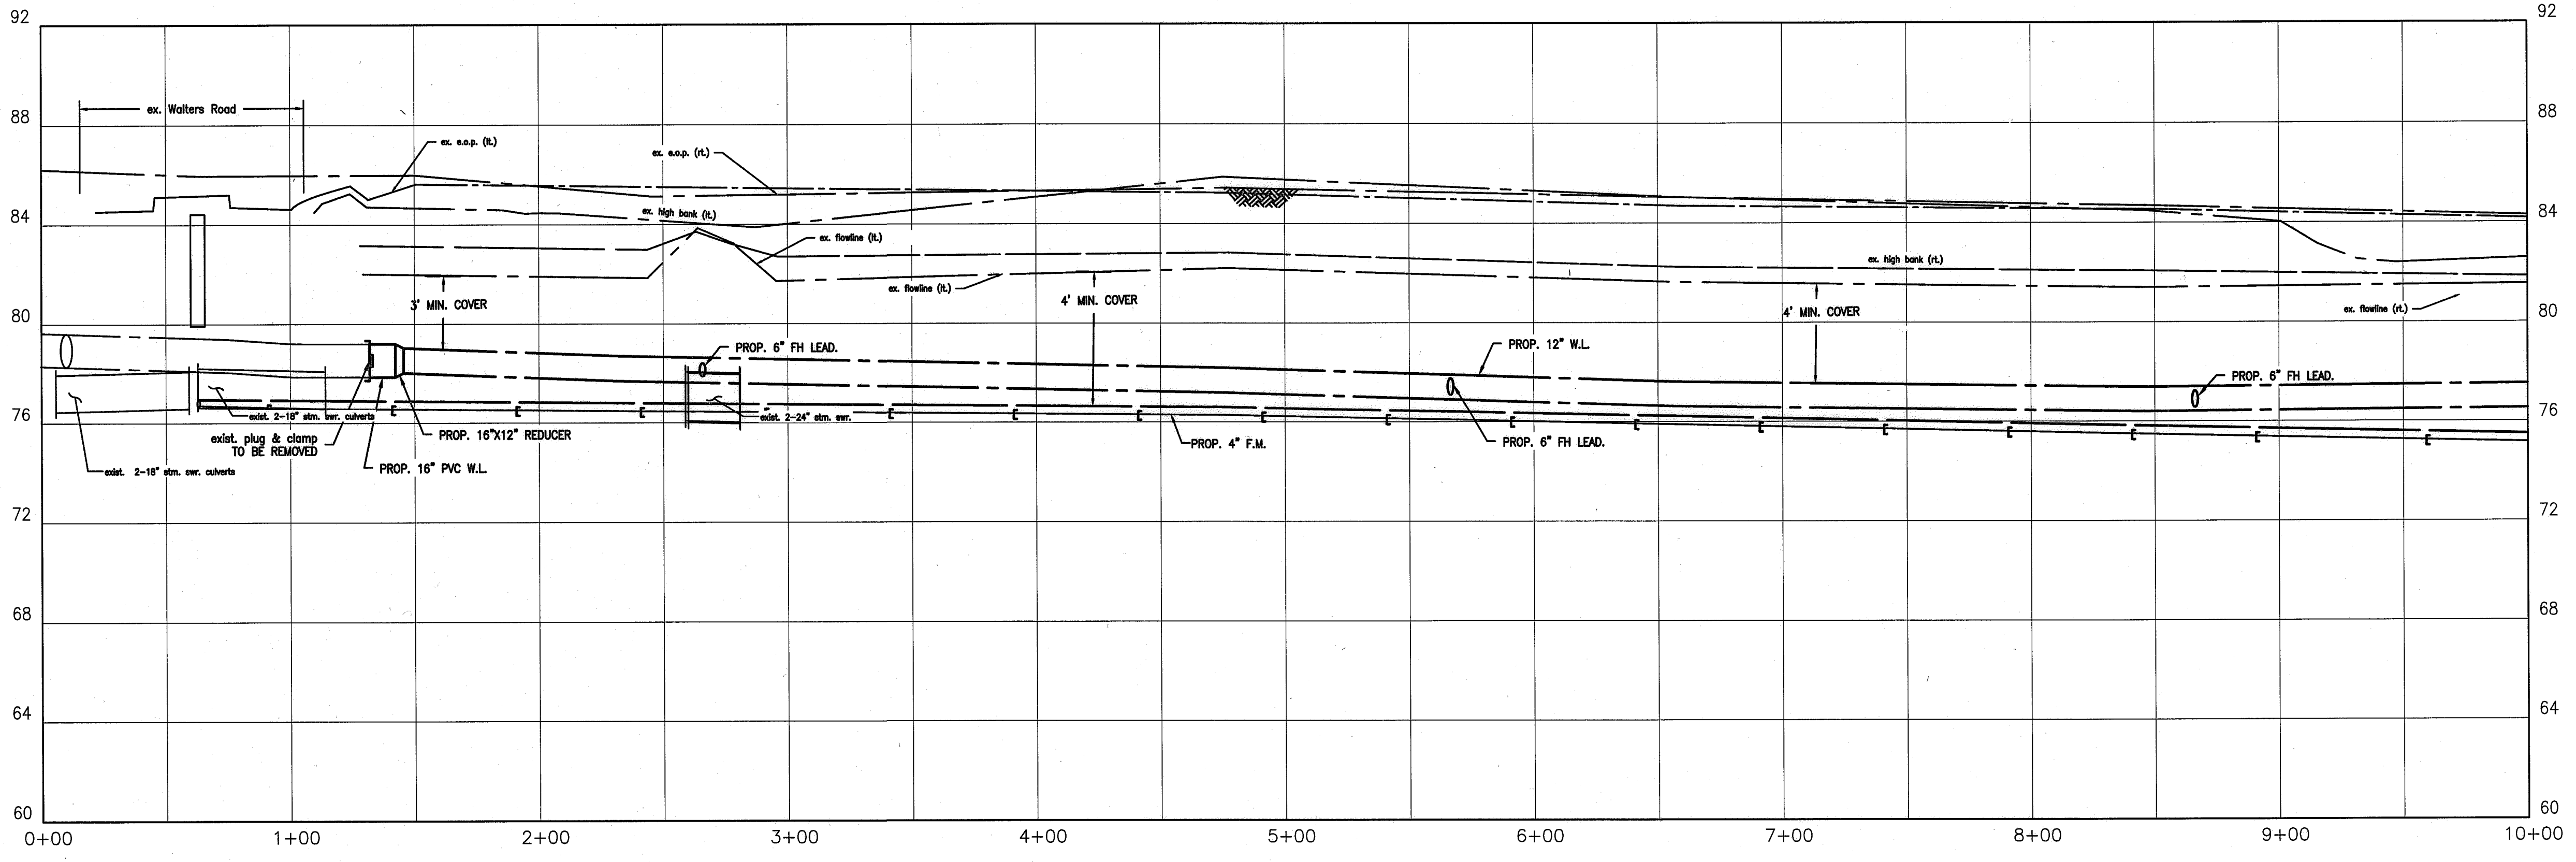 92
92
ex. Walters Road
88
88
ex. e.o.p. (lt.)
ex. e.o.p. (rt.)
84
84
ex. high bank (lt.)
ex. flowline (lt.)
ex. high bank (rt.)
ex. flowline (lt.)
3' MIN. COVER
4' MIN. COVER
4' MIN. COVER
ex. flowline (rt.)
80
80
PROP. 6" FH LEAD.
PROP. 12" W.L.
PROP. 6" FH LEAD.
76
76
exist. 2-18" stm. swr. culverts
exist. 2-24" stm. swr.
exist. plug & clamp
TO BE REMOVED
PROP. 16"X12" REDUCER
PROP. 4" F.M.
PROP. 6" FH LEAD.
exist. 2-18" stm. swr. culverts
PROP. 16" PVC W.L.
72
72
68
68
64
64
60
60
0+00
1+00
2+00
3+00
4+00
5+00
6+00
7+00
8+00
9+00
10+00